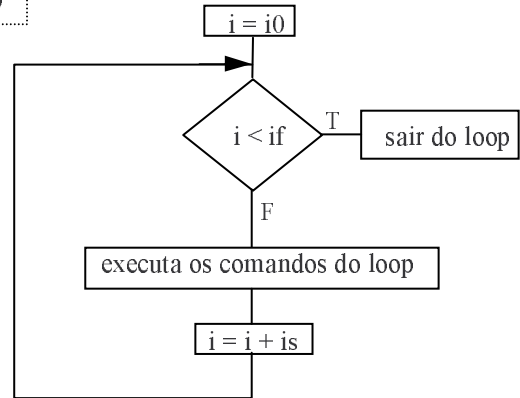 i = i0
i < if
T
sair do loop
F
executa os comandos do loop
i = i + is